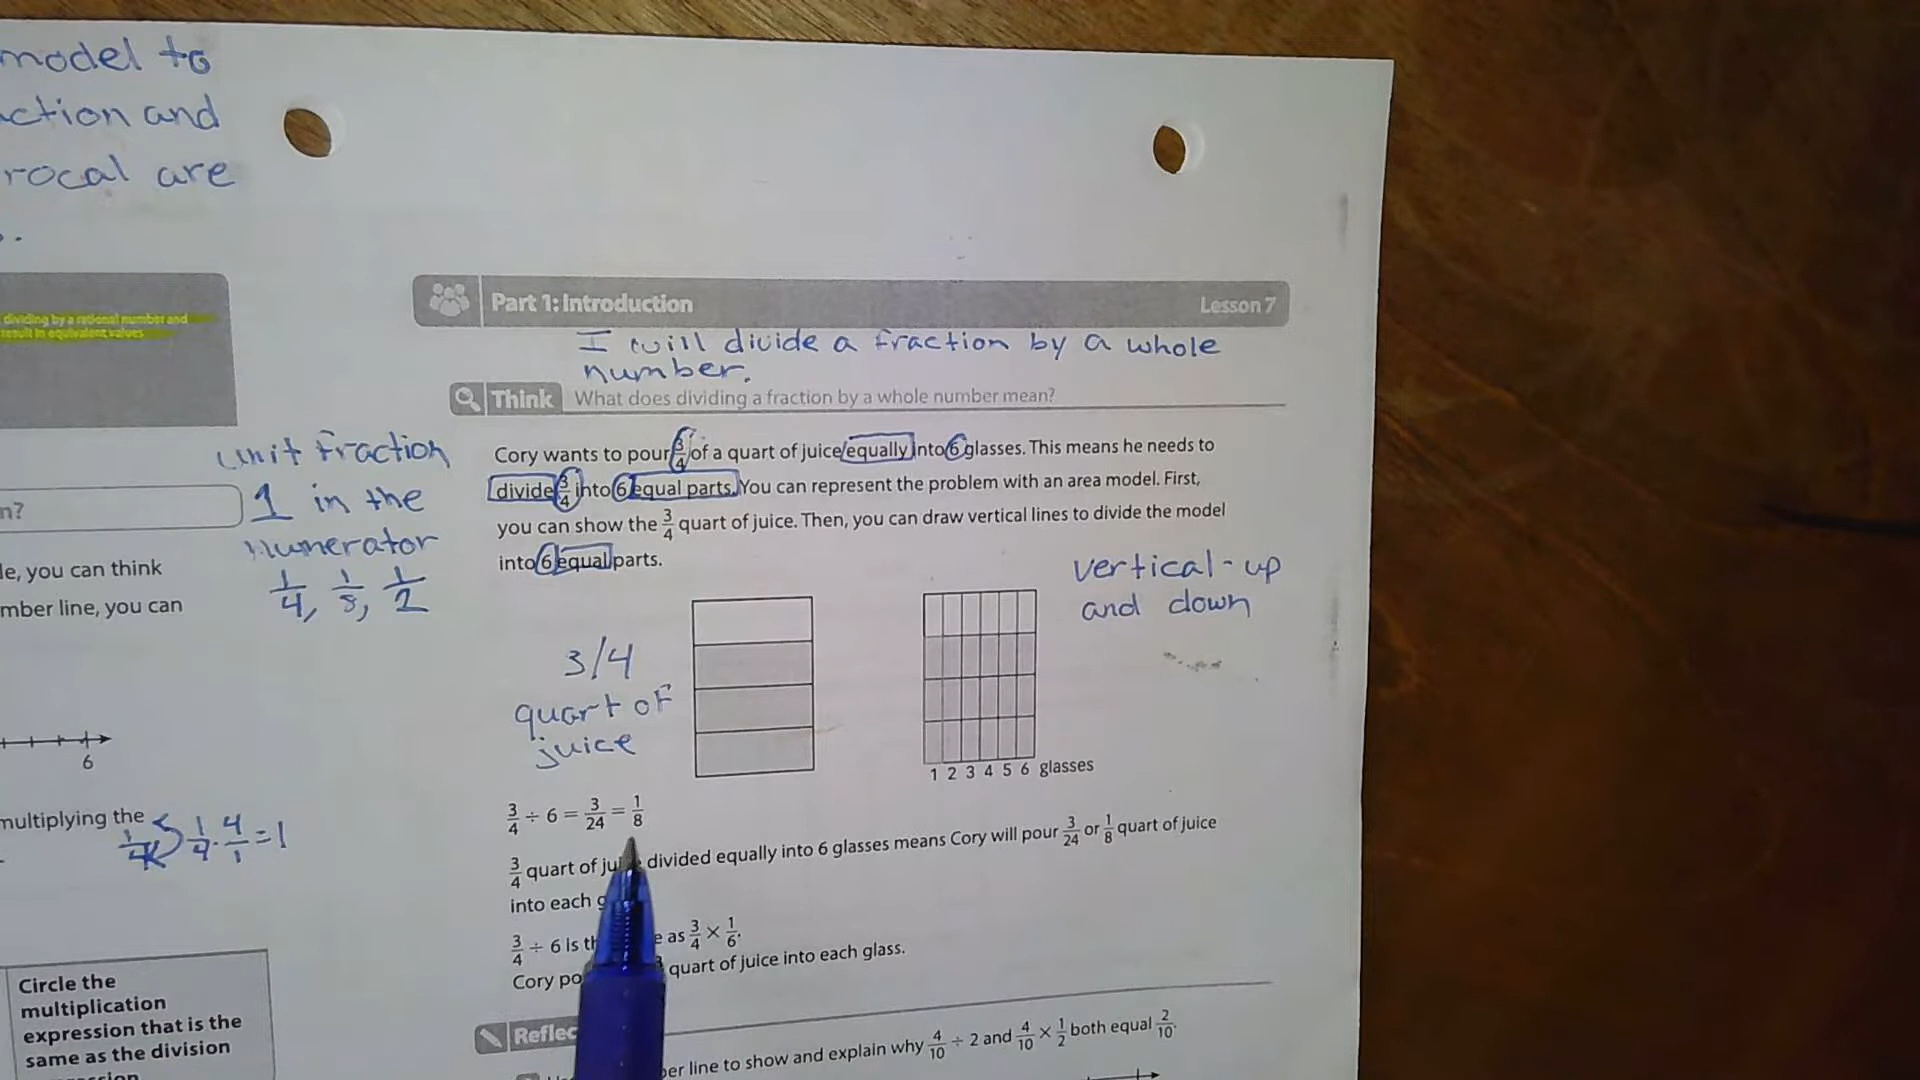 model to
ction and
rocal are
dividing by a rational number and
result in equivalent values
unit fraction
1 in the
numerator
1/4, 1/8, 1/2
n?
le, you can think
mber line, you can
6
multiplying the
1/4 · 4/1 = 1
Circle the
multiplication
expression that is the
same as the division
Part 1: Introduction Lesson 7
I will divide a fraction by a whole
number.
Think What does dividing a fraction by a whole number mean?
Cory wants to pour 3/4 of a quart of juice equally into 6 glasses. This means he needs to
divide 3/4 into 6 equal parts. You can represent the problem with an area model. First,
you can show the 3/4 quart of juice. Then, you can draw vertical lines to divide the model
into 6 equal parts.
vertical - up
and down
3/4
quart of
juice
1 2 3 4 5 6 glasses
3/4 ÷ 6 = 3/24 = 1/8
3/4 quart of jui divided equally into 6 glasses means Cory will pour 3/24 or 1/8 quart of juice
into each g
3/4 ÷ 6 is th e as 3/4 × 1/6.
Cory po quart of juice into each glass.
Reflec
ber line to show and explain why 4/10 ÷ 2 and 4/10 × 1/2 both equal 2/10.